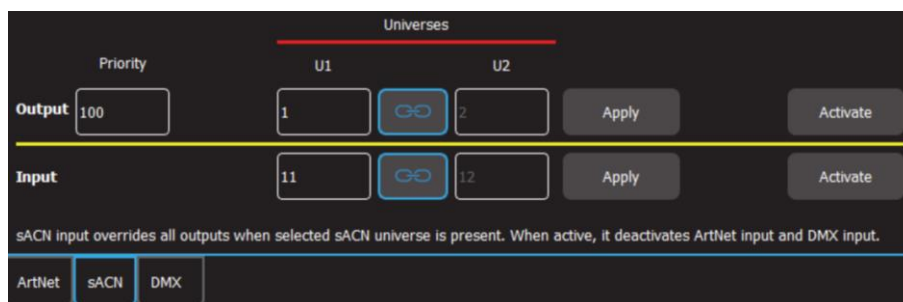 Universes
Priority U1 U2
Output 100 1 2 Apply Activate
Input 11 12 Apply Activate
sACN input overrides all outputs when selected sACN universe is present. When active, it deactivates ArtNet input and DMX input.
ArtNet sACN DMX